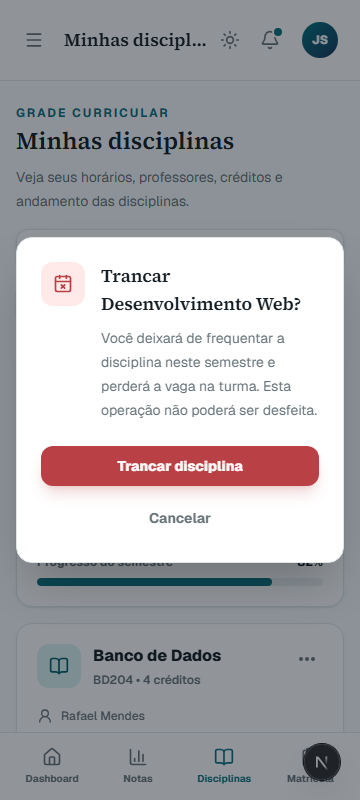 Minhas discipl...
JS
GRADE CURRICULAR
Minhas disciplinas
Veja seus horários, professores, créditos e
andamento das disciplinas.
Trancar
Desenvolvimento Web?
Você deixará de frequentar a
disciplina neste semestre e
perderá a vaga na turma. Esta
operação não poderá ser desfeita.
Trancar disciplina
Cancelar
Progresso do semestre
Banco de Dados
BD204 • 4 créditos
Rafael Mendes
Dashboard
Notas
Disciplinas
N